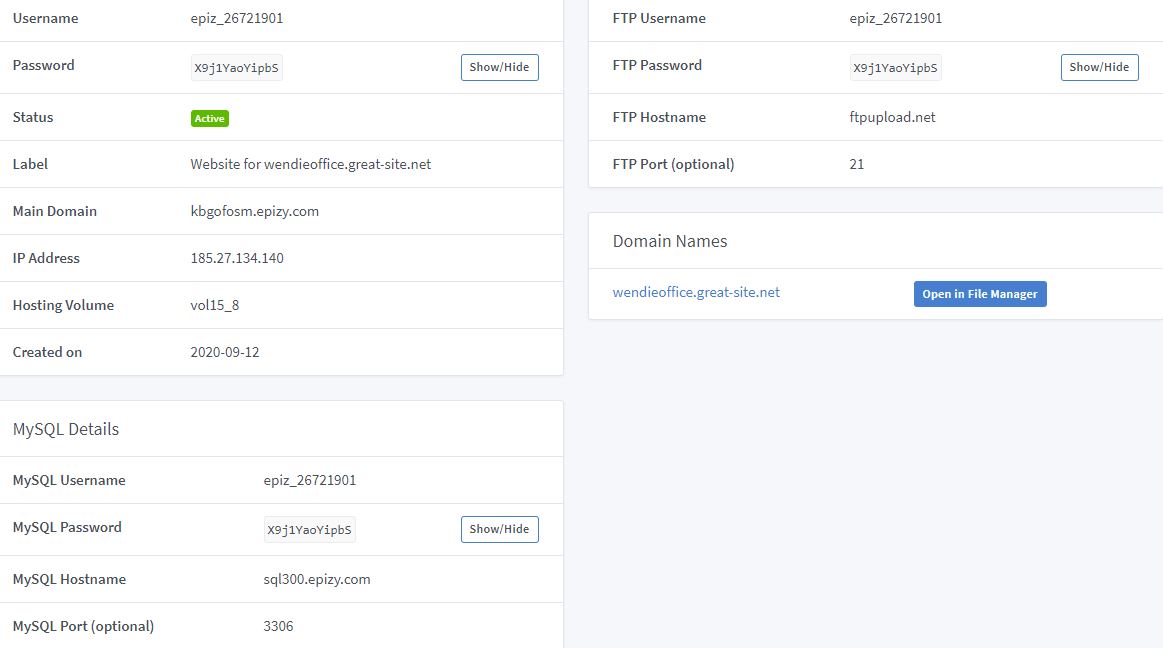 Username epiz_26721901
Password X9j1YaoYipbS Show/Hide
Status Active
Label Website for wendieoffice.great-site.net
Main Domain kbgofosm.epizy.com
IP Address 185.27.134.140
Hosting Volume vol15_8
Created on 2020-09-12
MySQL Details
MySQL Username epiz_26721901
MySQL Password X9j1YaoYipbS Show/Hide
MySQL Hostname sql300.epizy.com
MySQL Port (optional) 3306
FTP Username epiz_26721901
FTP Password X9j1YaoYipbS Show/Hide
FTP Hostname ftpupload.net
FTP Port (optional) 21
Domain Names
wendieoffice.great-site.net Open in File Manager